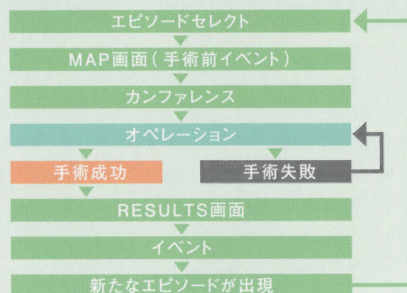 エピソードセレクト
MAP画面(手術前イベント)
カンファレンス
オペレーション
手術成功
手術失敗
RESULTS画面
イベント
新たなエピソードが出現